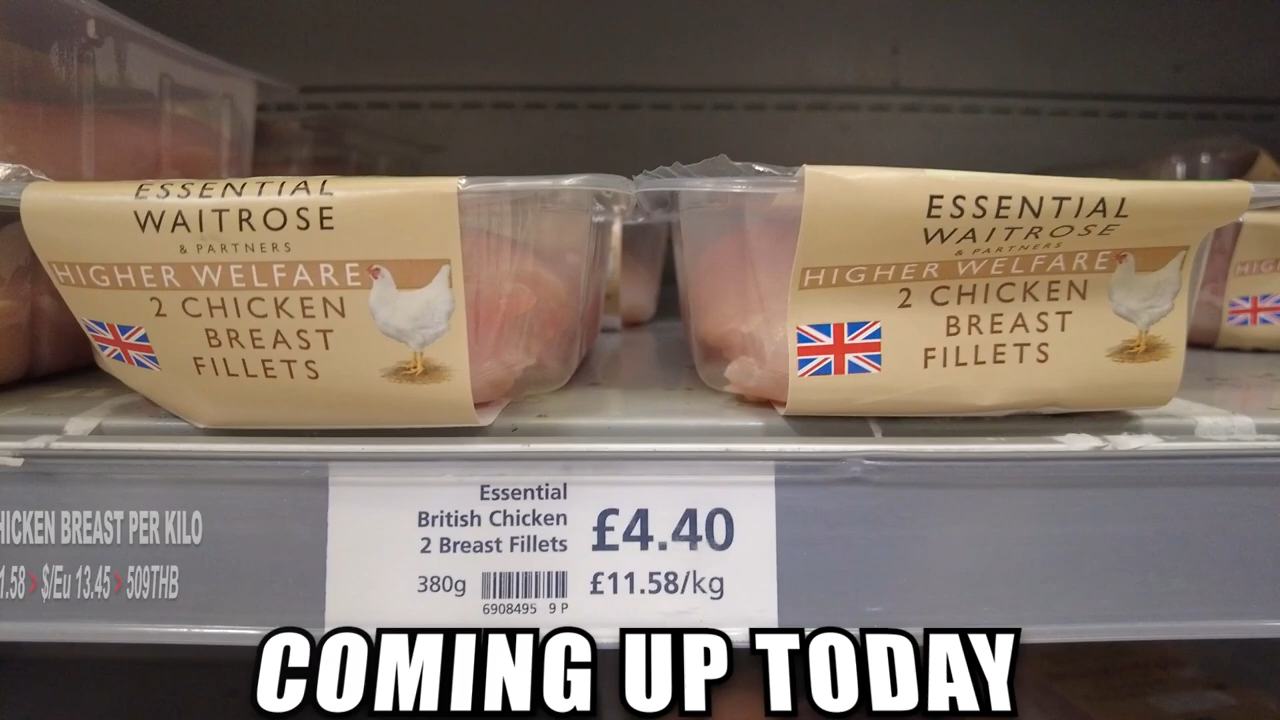 ESSENTIAL
WAITROSE
& PARTNERS
HIGHER WELFARE
2 CHICKEN
BREAST
FILLETS
ESSENTIAL
WAITROSE
& PARTNERS
HIGHER WELFARE
2 CHICKEN
BREAST
FILLETS
HICKEN BREAST PER KILO
1.58 > $/Eu 13.45 > 509THB
Essential
British Chicken
2 Breast Fillets
£4.40
380g
£11.58/kg
6908495 9 P
COMING UP TODAY